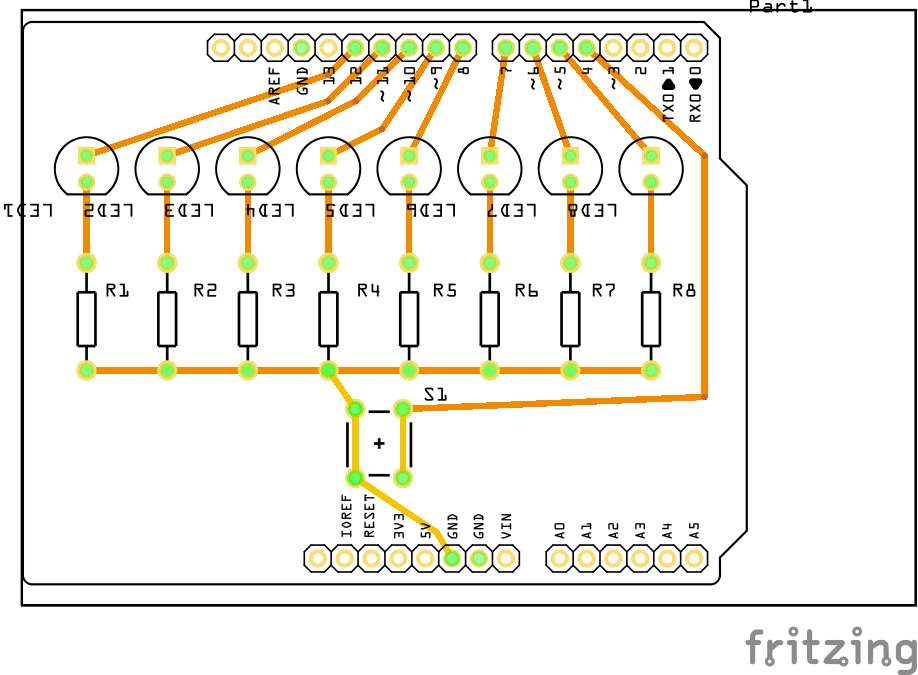 Part1
AREF
GND
13
12
~11
~10
~9
8
7
~6
~5
4
~3
2
TX0 1
RX0 0
LED1
LED2
LED3
LED4
LED5
LED6
LED7
LED8
R1
R2
R3
R4
R5
R6
R7
R8
S1
+
IOREF
RESET
3V3
5V
GND
GND
VIN
A0
A1
A2
A3
A4
A5
fritzing